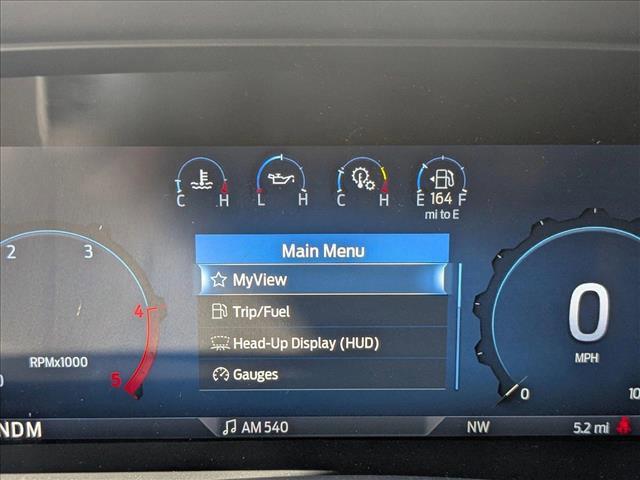 C H L H C H E 164 F
mi to E
Main Menu
MyView
Trip/Fuel
Head-Up Display (HUD)
Gauges
2 3 4 5
RPMx1000
0
0
MPH
0 10
NDM AM 540 NW 5.2 mi